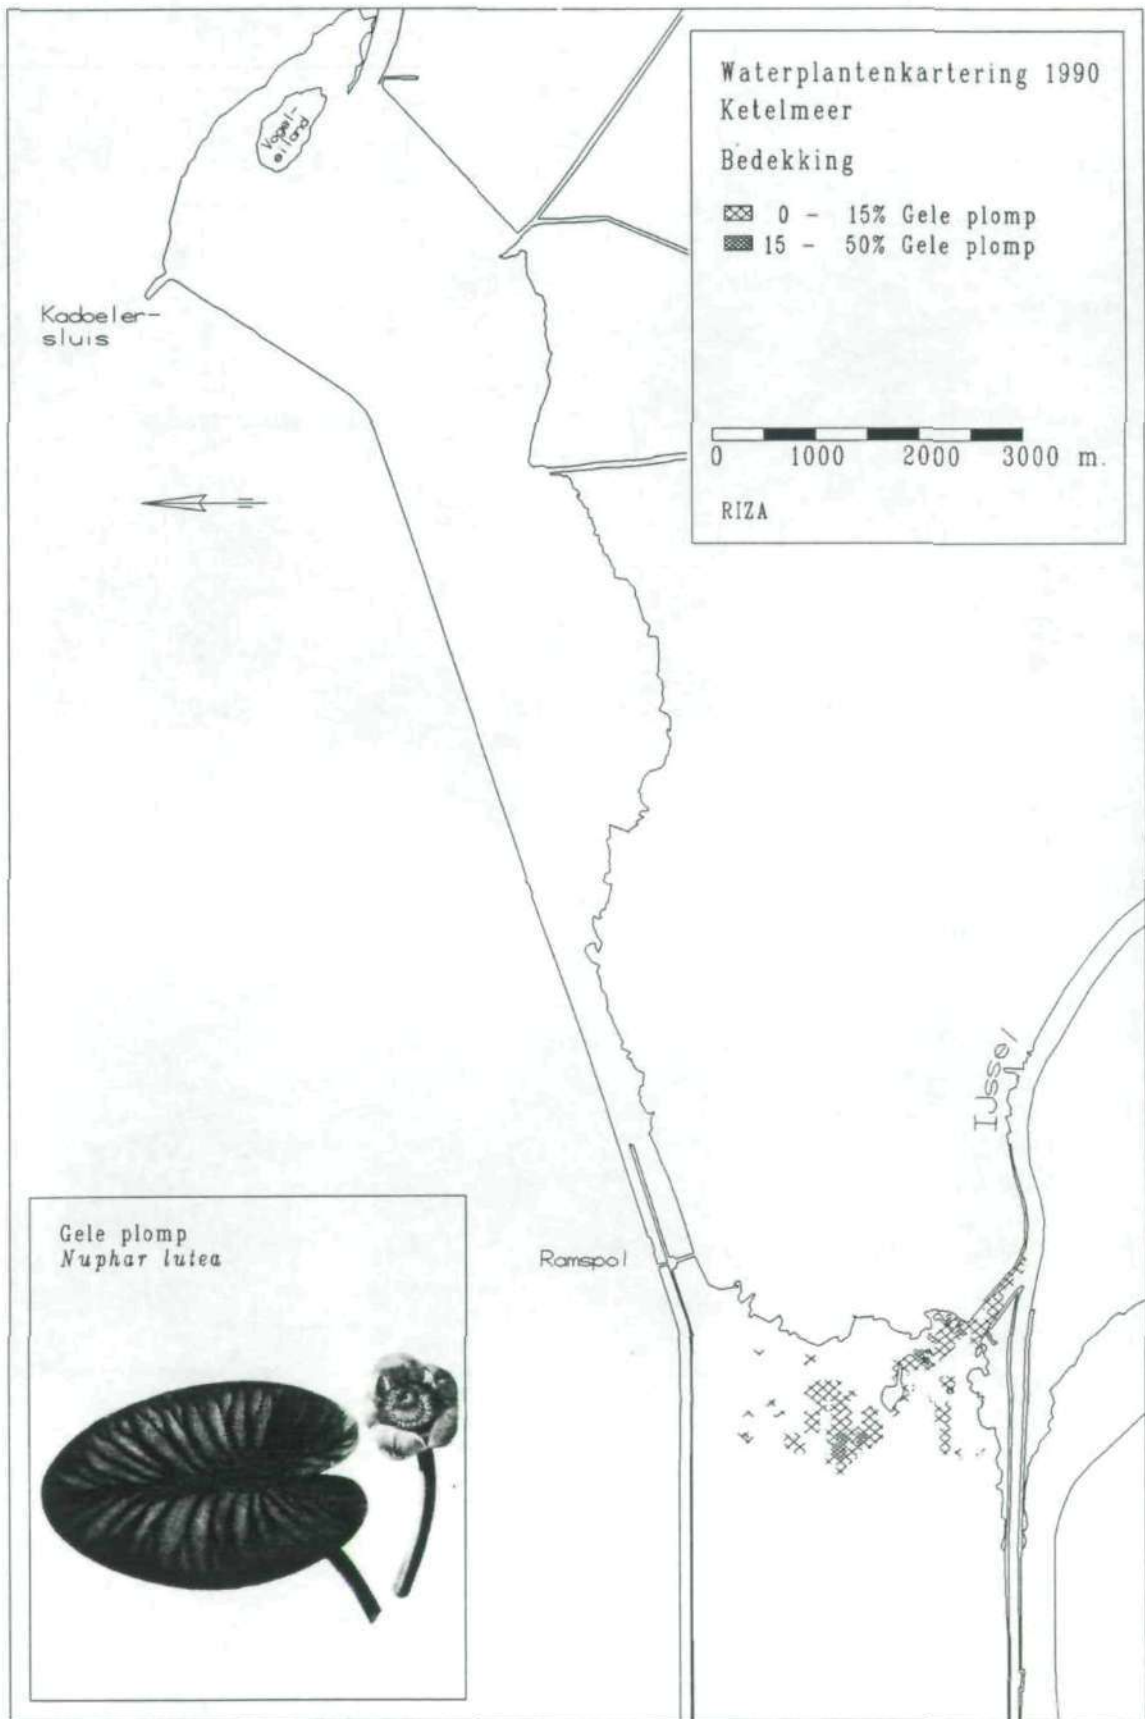 Waterplantenkartering 1990
Ketelmeer
Bedekking
0 - 15% Gele plomp
15 - 50% Gele plomp
0 1000 2000 3000 m.
RIZA
Vogel-
eiland
Kadoeler-
sluis
IJssel
Ramspol
Gele plomp
Nuphar lutea